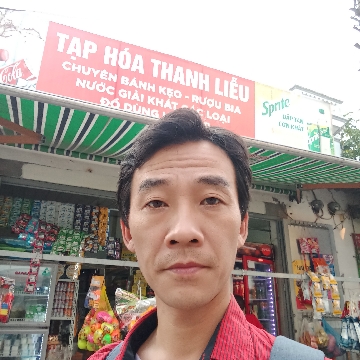 TẠP HÓA THANH LIỄU
CHUYÊN BÁNH KẸO - RƯỢU BIA
NƯỚC GIẢI KHÁT CÁC LOẠI
ĐỒ DÙNG
Sprite